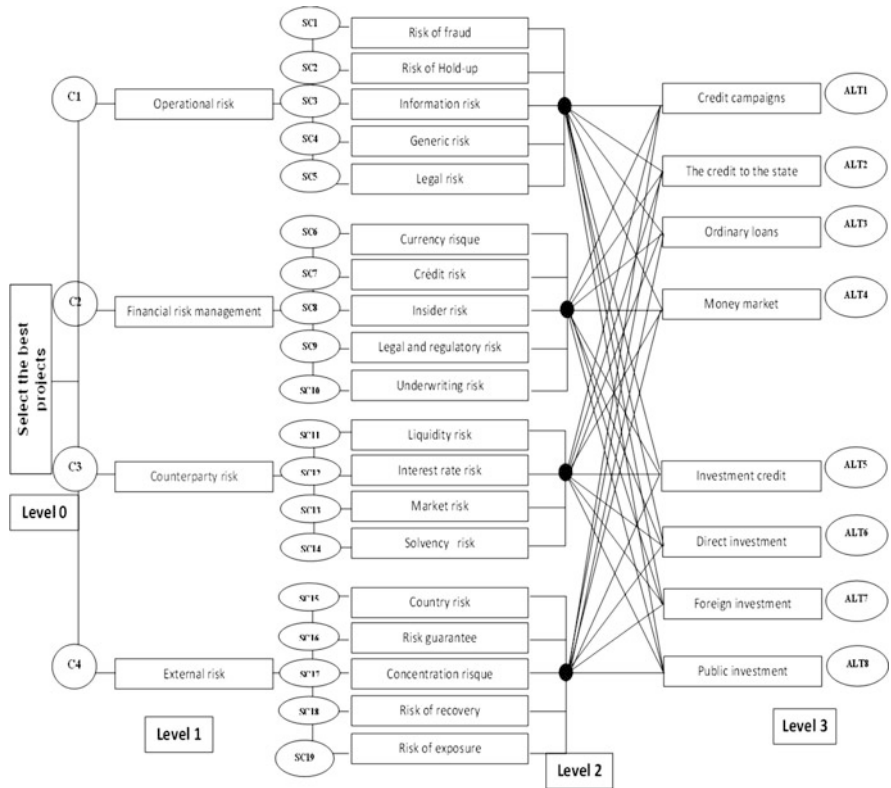 Select the best projects
Level 0
C1
Operational risk
SC1
Risk of fraud
SC2
Risk of Hold-up
SC3
Information risk
SC4
Generic risk
SC5
Legal risk
C2
Financial risk management
SC6
Currency risque
SC7
Crédit risk
SC8
Insider risk
SC9
Legal and regulatory risk
SC10
Underwriting risk
C3
Counterparty risk
SC11
Liquidity risk
SC12
Interest rate risk
SC13
Market risk
SC14
Solvency risk
C4
External risk
SC15
Country risk
SC16
Risk guarantee
SC17
Concentration risque
SC18
Risk of recovery
SC19
Risk of exposure
Level 1
Level 2
Credit campaigns
ALT1
The credit to the state
ALT2
Ordinary loans
ALT3
Money market
ALT4
Investment credit
ALT5
Direct investment
ALT6
Foreign investment
ALT7
Public investment
ALT8
Level 3